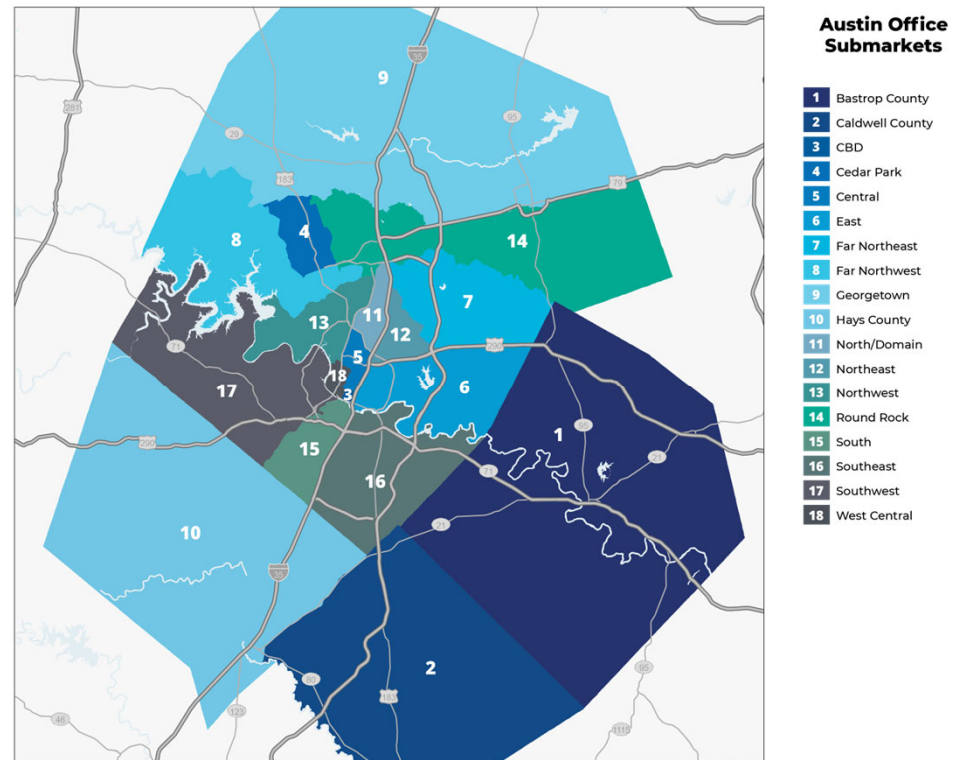 Austin Office
Submarkets
1 Bastrop County
2 Caldwell County
3 CBD
4 Cedar Park
5 Central
6 East
7 Far Northeast
8 Far Northwest
9 Georgetown
10 Hays County
11 North/Domain
12 Northeast
13 Northwest
14 Round Rock
15 South
16 Southeast
17 Southwest
18 West Central
35
9
281
95
29
183
79
8
4
14
7
11
13
12
290
5
71
18
17
3
6
1
95
290
15
21
71
16
21
10
35
2
95
80
183
123
46
1115